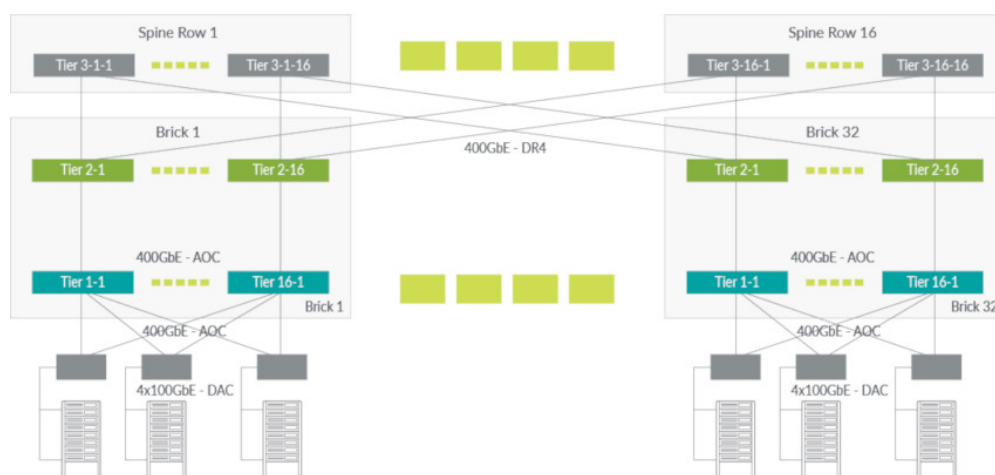 Spine Row 1
Spine Row 16
Tier 3-1-1
Tier 3-1-16
Tier 3-16-1
Tier 3-16-16
Brick 1
Brick 32
400GbE - DR4
Tier 2-1
Tier 2-16
Tier 2-1
Tier 2-16
400GbE - AOC
400GbE - AOC
Tier 1-1
Tier 16-1
Tier 1-1
Tier 16-1
Brick 1
Brick 32
400GbE - AOC
400GbE - AOC
4x100GbE - DAC
4x100GbE - DAC